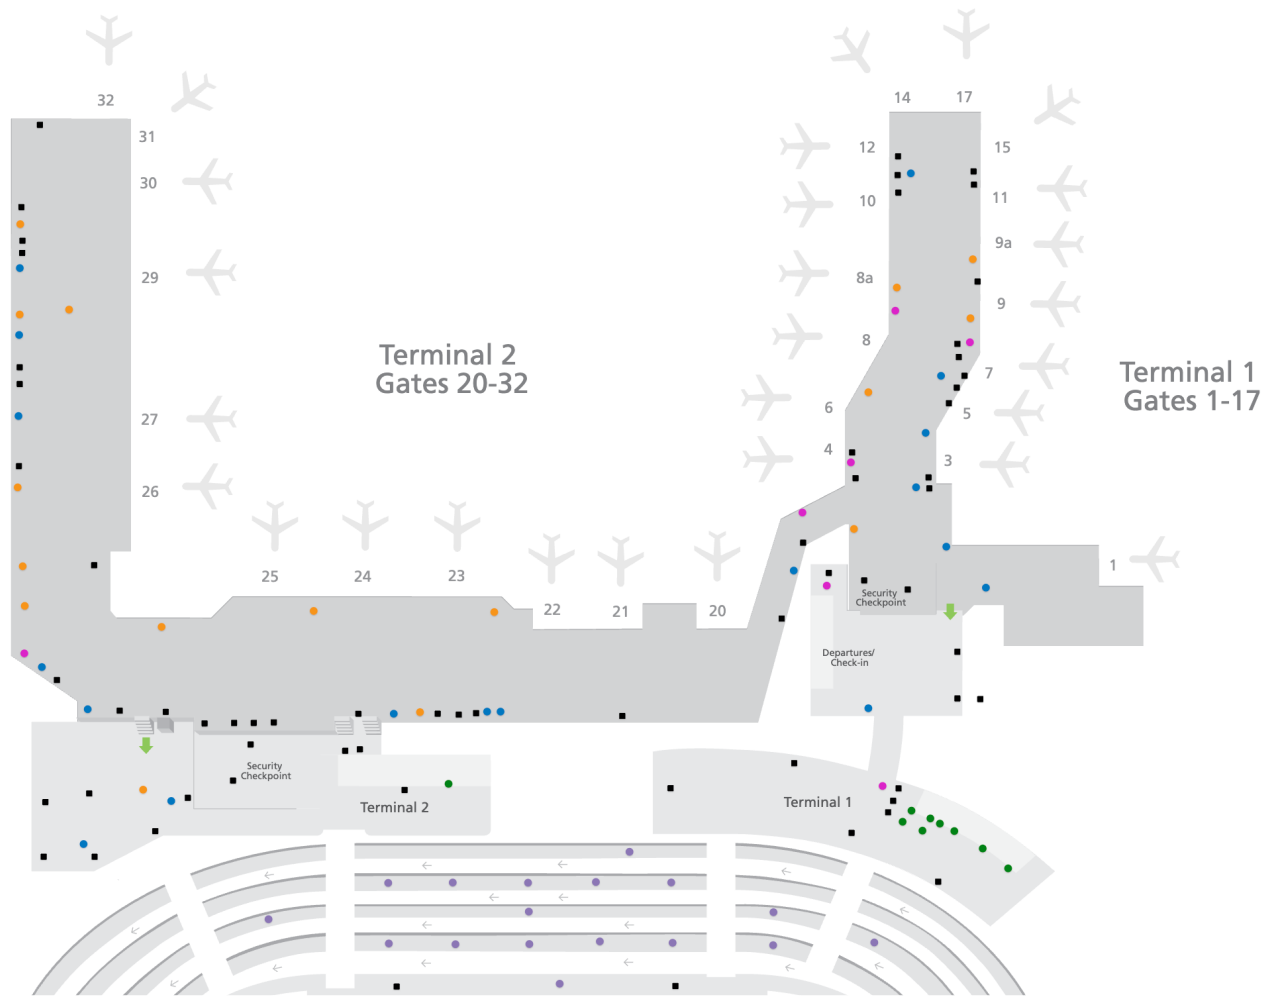 32
14
17
31
12
15
30
10
11
9a
29
8a
9
8
Terminal 2
Gates 20-32
7
Terminal 1
Gates 1-17
6
5
27
4
3
26
1
25
24
23
22
21
20
Security
Checkpoint
Departures/
Check-in
Security
Checkpoint
Terminal 2
Terminal 1